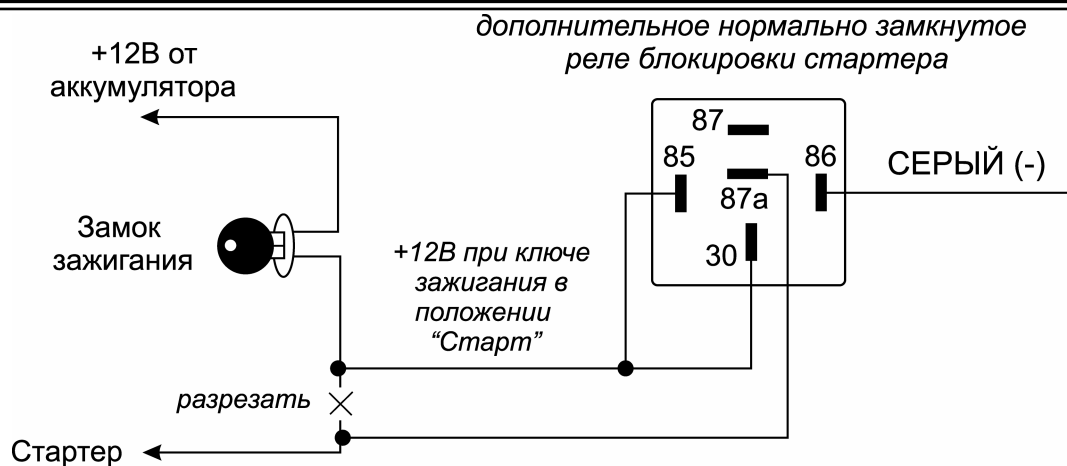 дополнительное нормально замкнутое
реле блокировки стартера
+12В от
аккумулятора
87
85
86
СЕРЫЙ (-)
87а
30
Замок
зажигания
+12В при ключе
зажигания в
положении
“Старт”
разрезать
Стартер